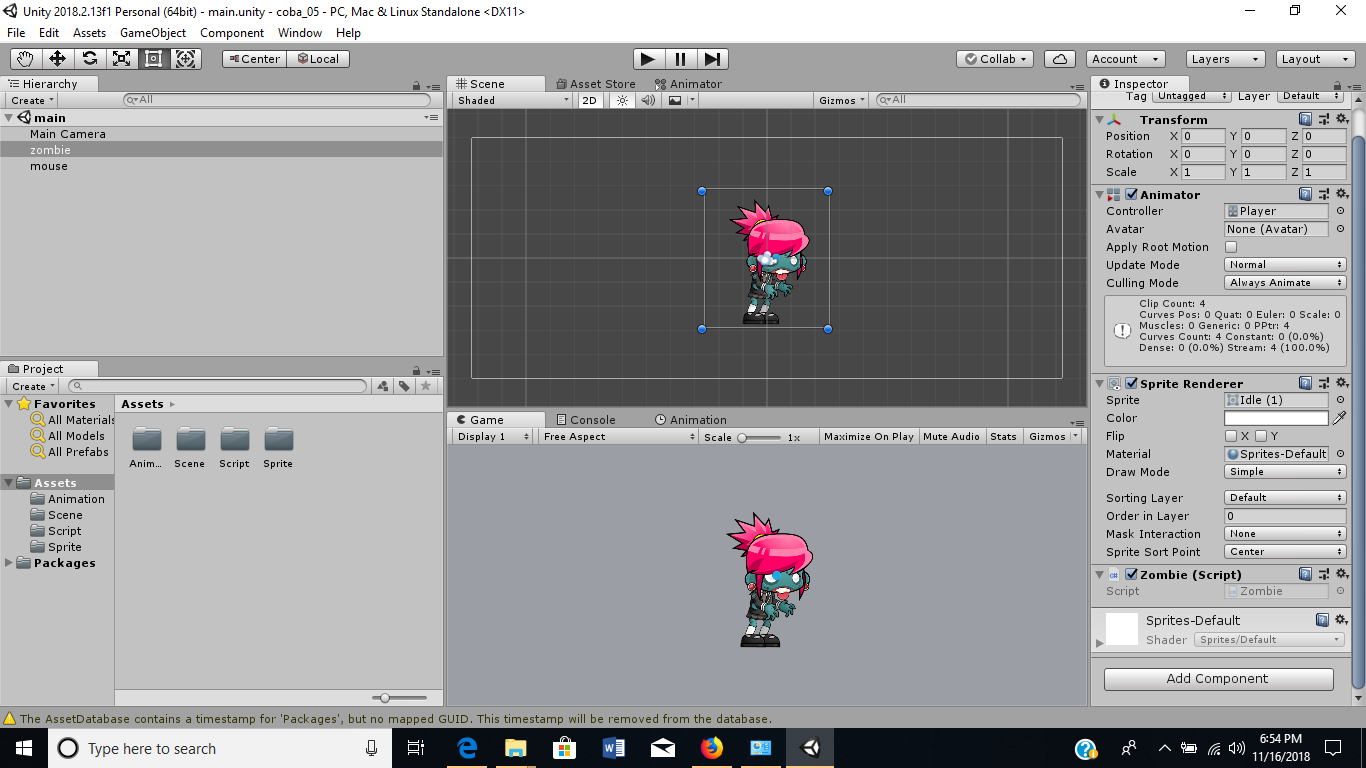 Unity 2018.2.13f1 Personal (64bit) - main.unity - coba_05 - PC, Mac & Linux Standalone <DX11>
File Edit Assets GameObject Component Window Help
Center Local Collab Account Layers Layout
Hierarchy
Create All
main
Main Camera
zombie
mouse
Scene Asset Store Animator
Shaded 2D Gizmos All
Inspector
Tag Untagged Layer Default
Transform
Position X 0 Y 0 Z 0
Rotation X 0 Y 0 Z 0
Scale X 1 Y 1 Z 1
Animator
Controller Player
Avatar None (Avatar)
Apply Root Motion
Update Mode Normal
Culling Mode Always Animate
Clip Count: 4
Curves Pos: 0 Quat: 0 Euler: 0 Scale: 0
Muscles: 0 Generic: 0 PPtr: 4
Curves Count: 4 Constant: 0 (0.0%)
Dense: 0 (0.0%) Stream: 4 (100.0%)
Sprite Renderer
Sprite Idle (1)
Color
Flip X Y
Material Sprites-Default
Draw Mode Simple
Sorting Layer Default
Order in Layer 0
Mask Interaction None
Sprite Sort Point Center
Zombie (Script)
Script Zombie
Sprites-Default
Shader Sprites/Default
Add Component
Project
Create
Favorites
All Materials
All Models
All Prefabs
Assets
Animation
Scene
Script
Sprite
Packages
Assets
Anim... Scene Script Sprite
Game Console Animation
Display 1 Free Aspect Scale 1x Maximize On Play Mute Audio Stats Gizmos
The AssetDatabase contains a timestamp for 'Packages', but no mapped GUID. This timestamp will be removed from the database.
Type here to search
6:54 PM
11/16/2018